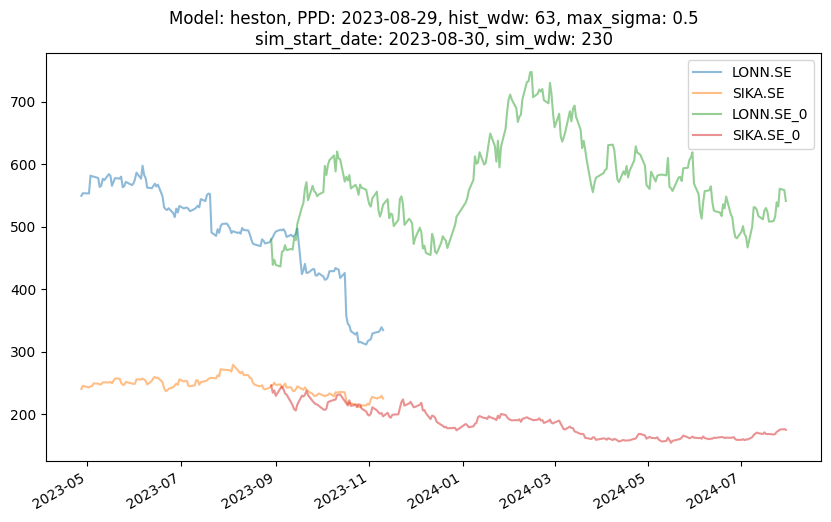 Model: heston, PPD: 2023-08-29, hist_wdw: 63, max_sigma: 0.5
sim_start_date: 2023-08-30, sim_wdw: 230
LONN.SE
SIKA.SE
LONN.SE_0
SIKA.SE_0
700
600
500
400
300
200
2023-05
2023-07
2023-09
2023-11
2024-01
2024-03
2024-05
2024-07